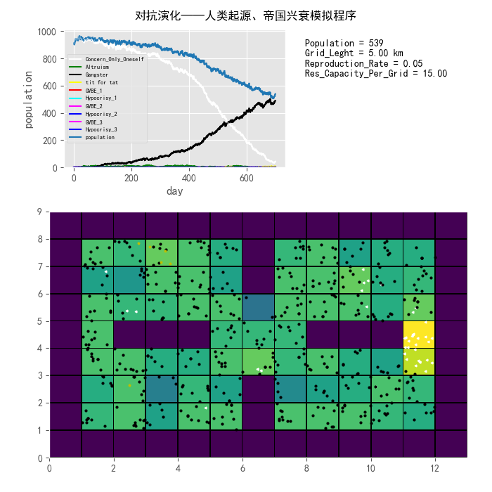 对抗演化——人类起源、帝国兴衰模拟程序
1000
800
600
400
200
0
population
Concern_Only_Oneself
Altruism
Gangster
tit for tat
GWBE_1
Hypocrisy_1
GWBE_2
Hypocrisy_2
GWBE_3
Hypocrisy_3
population
0 200 400 600
day
Population = 539
Grid_Leght = 5.00 km
Reproduction_Rate = 0.05
Res_Capacity_Per_Grid = 15.00
9
8
7
6
5
4
3
2
1
0
0 2 4 6 8 10 12